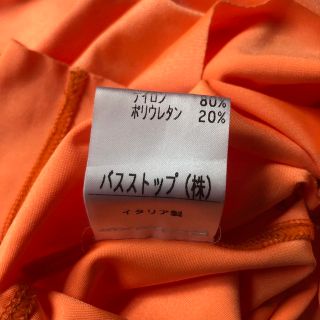 ナイロン 80%
ポリウレタン 20%
バスストップ(株)
イタリア製